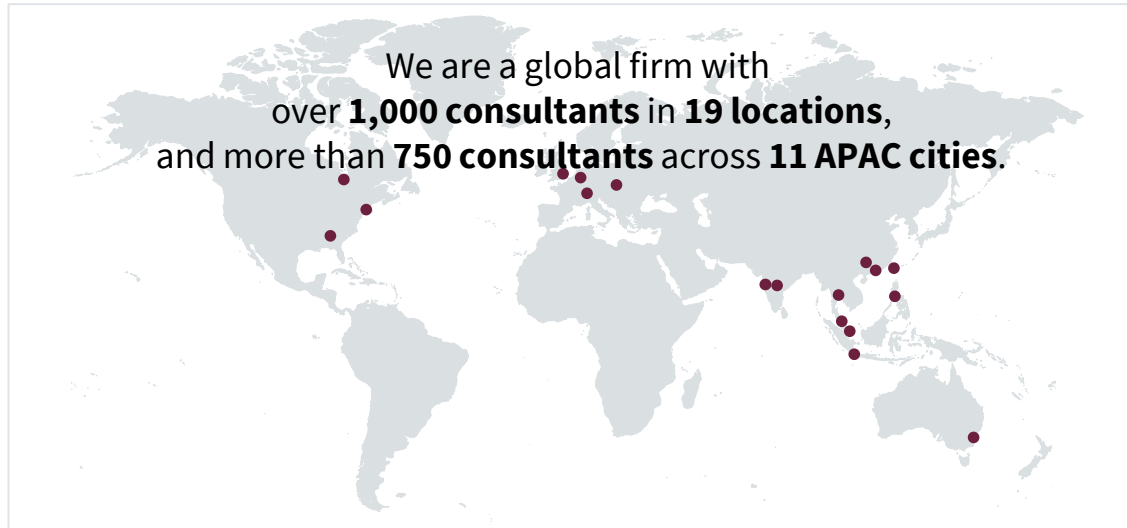 We are a global firm with
over 1,000 consultants in 19 locations,
and more than 750 consultants across 11 APAC cities.